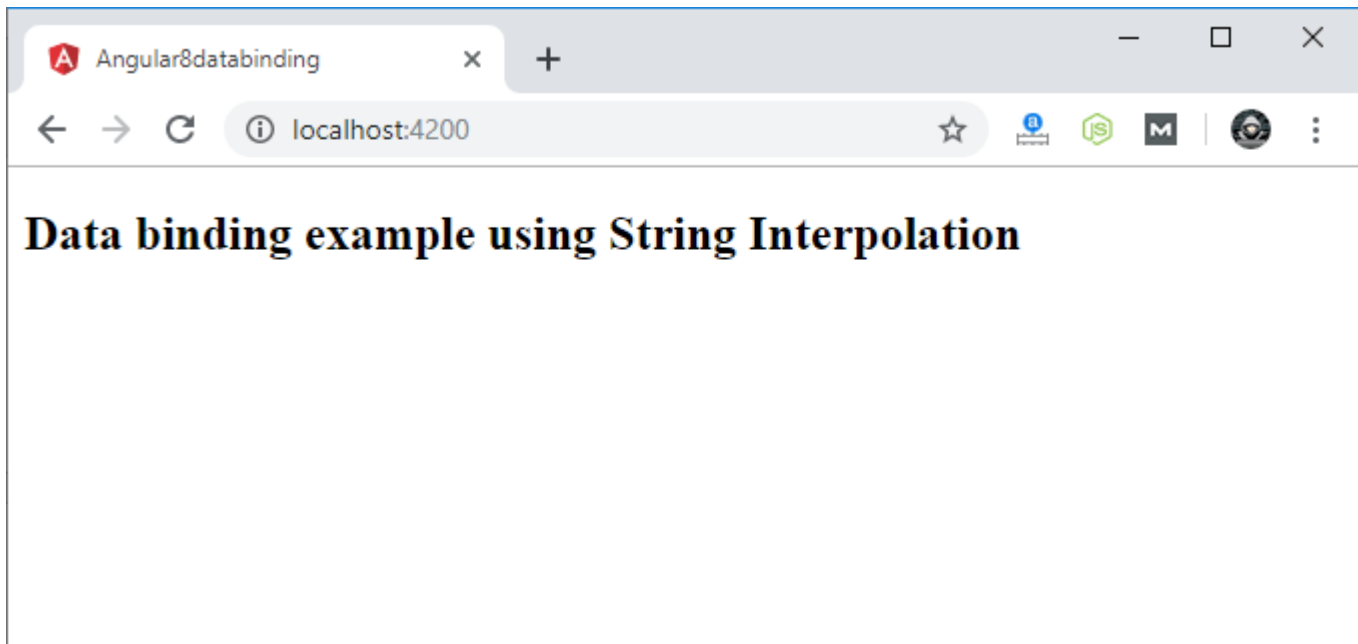 Angular8databinding
localhost:4200
Data binding example using String Interpolation